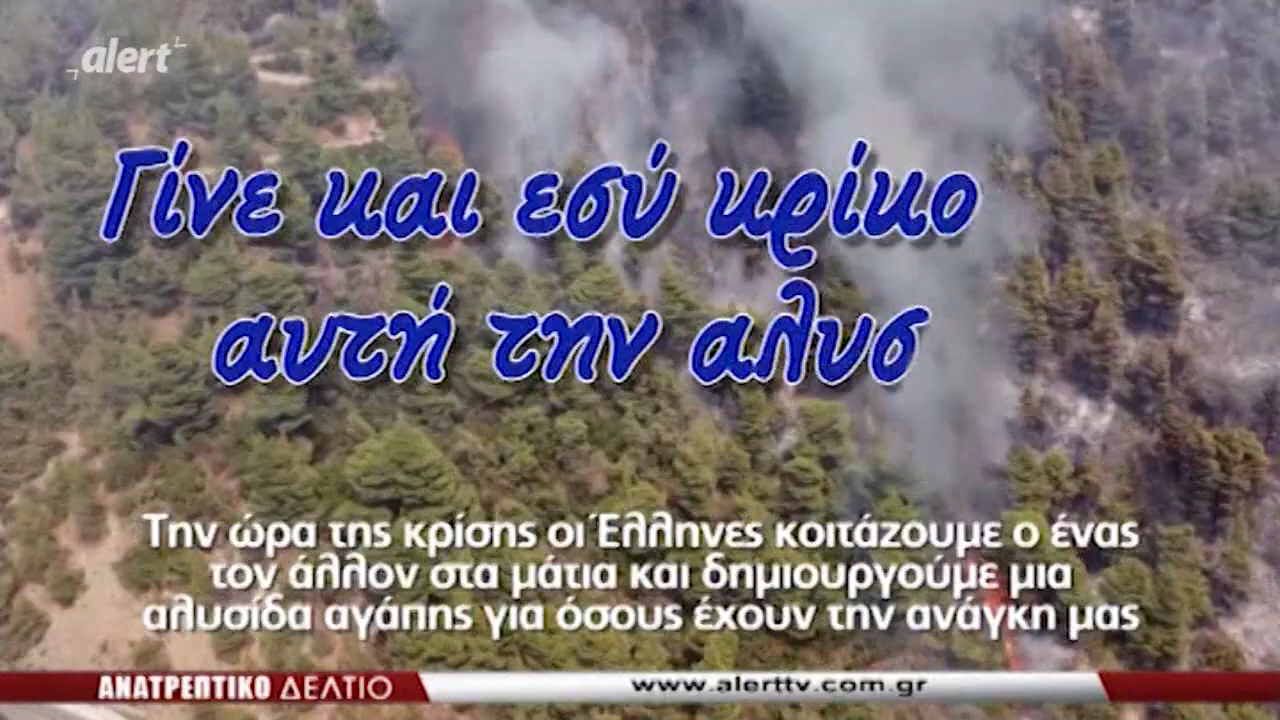 alert
Γίνε και εσύ κρίκο
αυτή την αλυσ
Την ώρα της κρίσης οι Έλληνες κοιτάζουμε ο ένας
τον άλλον στα μάτια και δημιουργούμε μια
αλυσίδα αγάπης για όσους έχουν την ανάγκη μας
ΑΝΑΤΡΕΠΤΙΚΟ ΔΕΛΤΙΟ
www.alerttv.com.gr